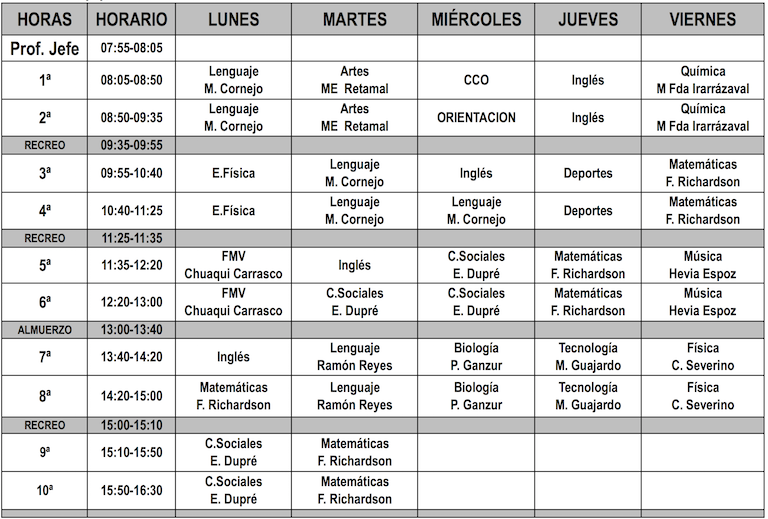 HORAS HORARIO LUNES MARTES MIÉRCOLES JUEVES VIERNES
Prof. Jefe 07:55-08:05
1ª 08:05-08:50 Lenguaje M. Cornejo Artes ME Retamal CCO Inglés Química M Fda Irarrázaval
2ª 08:50-09:35 Lenguaje M. Cornejo Artes ME Retamal ORIENTACION Inglés Química M Fda Irarrázaval
RECREO 09:35-09:55
3ª 09:55-10:40 E.Física Lenguaje M. Cornejo Inglés Deportes Matemáticas F. Richardson
4ª 10:40-11:25 E.Física Lenguaje M. Cornejo Lenguaje M. Cornejo Deportes Matemáticas F. Richardson
RECREO 11:25-11:35
5ª 11:35-12:20 FMV Chuaqui Carrasco Inglés C.Sociales E. Dupré Matemáticas F. Richardson Música Hevia Espoz
6ª 12:20-13:00 FMV Chuaqui Carrasco C.Sociales E. Dupré C.Sociales E. Dupré Matemáticas F. Richardson Música Hevia Espoz
ALMUERZO 13:00-13:40
7ª 13:40-14:20 Inglés Lenguaje Ramón Reyes Biología P. Ganzur Tecnología M. Guajardo Física C. Severino
8ª 14:20-15:00 Matemáticas F. Richardson Lenguaje Ramón Reyes Biología P. Ganzur Tecnología M. Guajardo Física C. Severino
RECREO 15:00-15:10
9ª 15:10-15:50 C.Sociales E. Dupré Matemáticas F. Richardson
10ª 15:50-16:30 C.Sociales E. Dupré Matemáticas F. Richardson